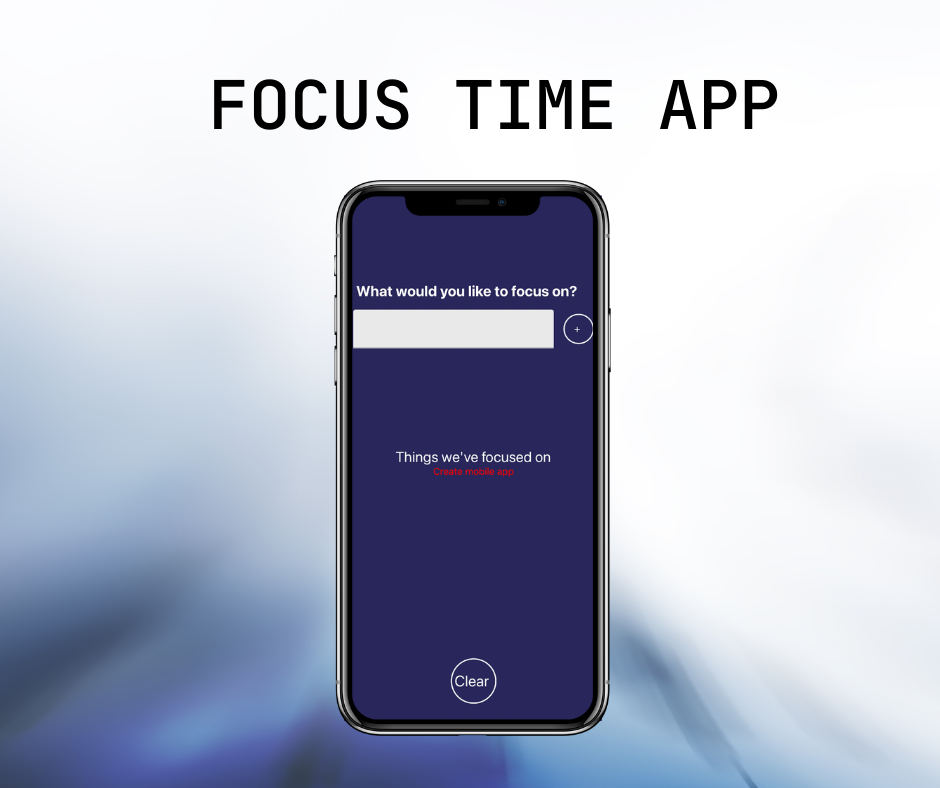 FOCUS TIME APP
What would you like to focus on?
+
Things we've focused on
Create mobile app
Clear